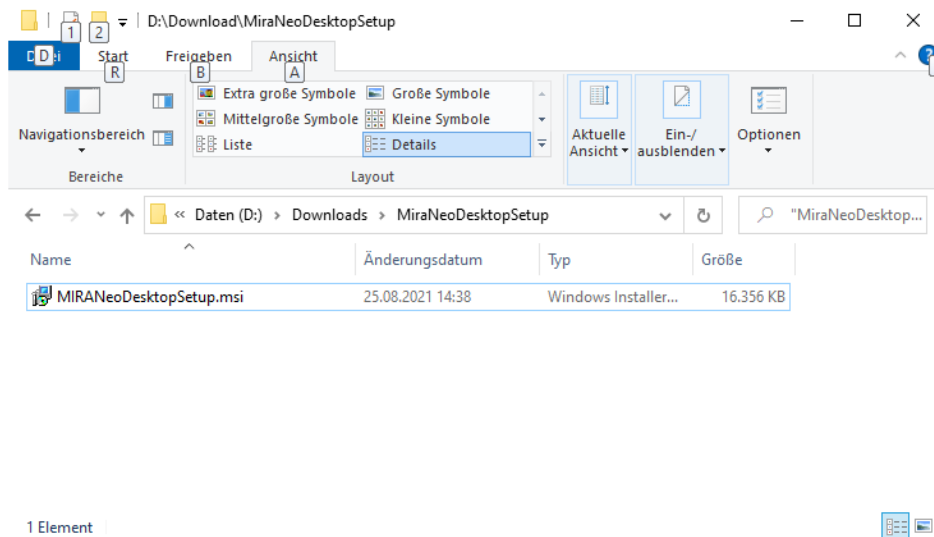 D:\Download\MiraNeoDesktopSetup
1 2
D Start Freigeben Ansicht
R B A
Extra große Symbole Große Symbole
Mittelgroße Symbole Kleine Symbole
Liste Details
Navigationsbereich
Aktuelle Ansicht
Ein-/ausblenden
Optionen
Bereiche Layout
« Daten (D:) › Downloads › MiraNeoDesktopSetup
"MiraNeoDesktop...
Name Änderungsdatum Typ Größe
MIRANeoDesktopSetup.msi 25.08.2021 14:38 Windows Installer... 16.356 KB
1 Element